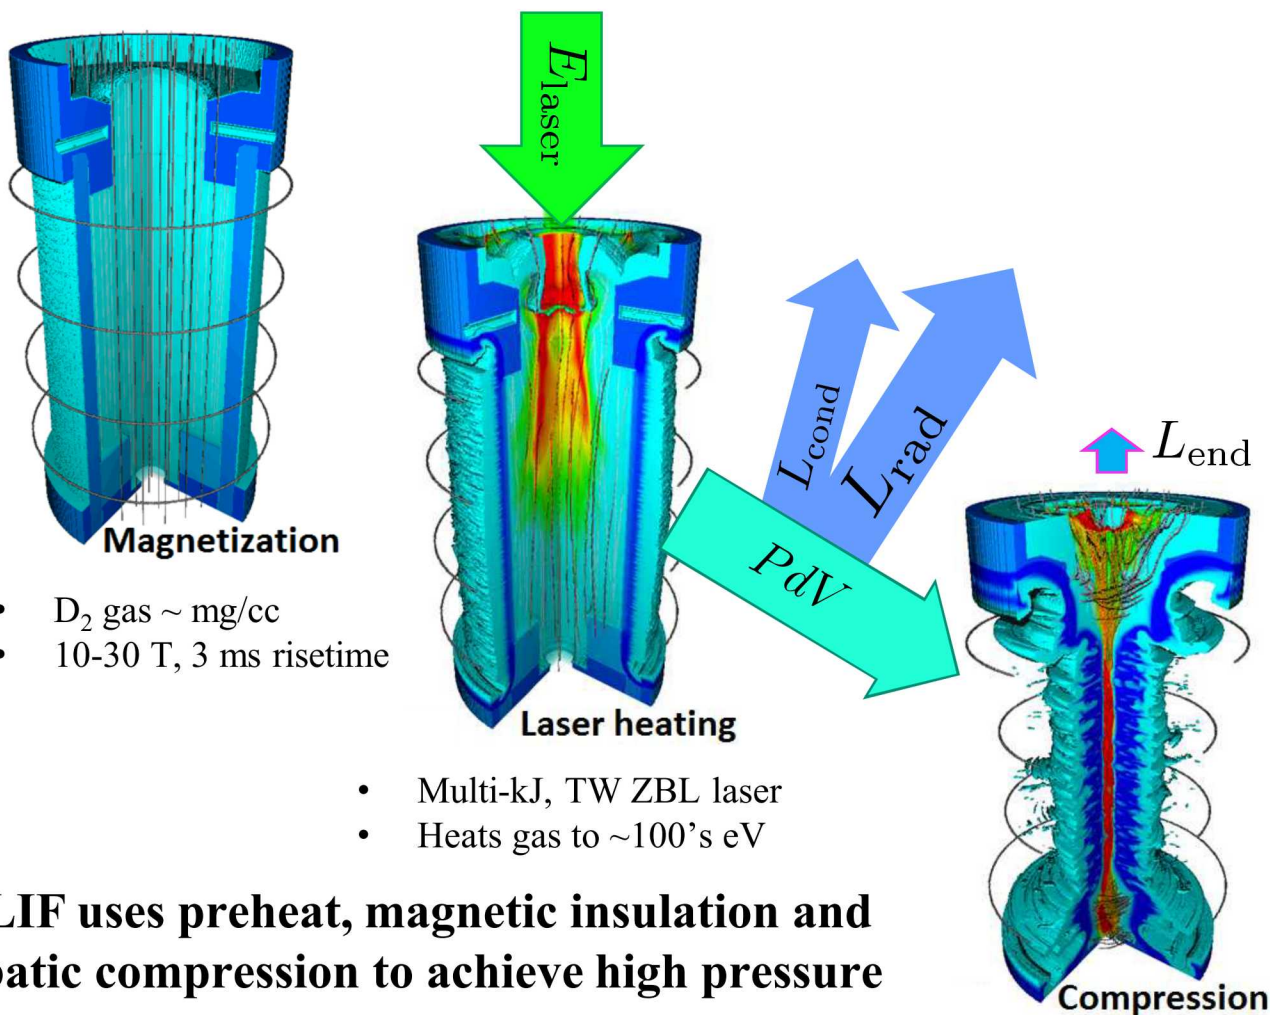 E_laser
L_cond
L_rad
L_end
PdV
Magnetization
• D₂ gas ~ mg/cc
• 10-30 T, 3 ms risetime
Laser heating
• Multi-kJ, TW ZBL laser
• Heats gas to ~100’s eV
LIF uses preheat, magnetic insulation and
batic compression to achieve high pressure
Compression